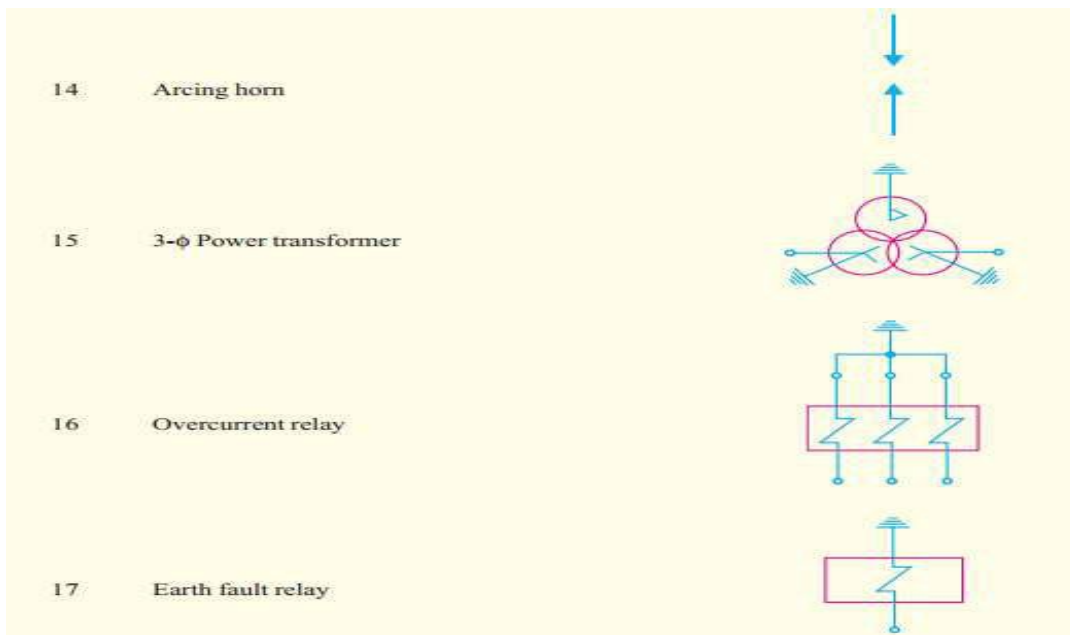 14 Arcing horn
15 3-ϕ Power transformer
16 Overcurrent relay
17 Earth fault relay